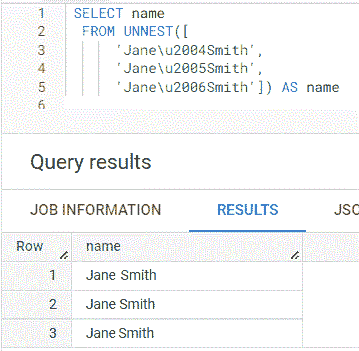 1 SELECT name
2 FROM UNNEST([
3 'Jane\u2004Smith',
4 'Jane\u2005Smith',
5 'Jane\u2006Smith']) AS name
6
Query results
JOB INFORMATION RESULTS JSO
Row name
1 Jane Smith
2 Jane Smith
3 Jane Smith